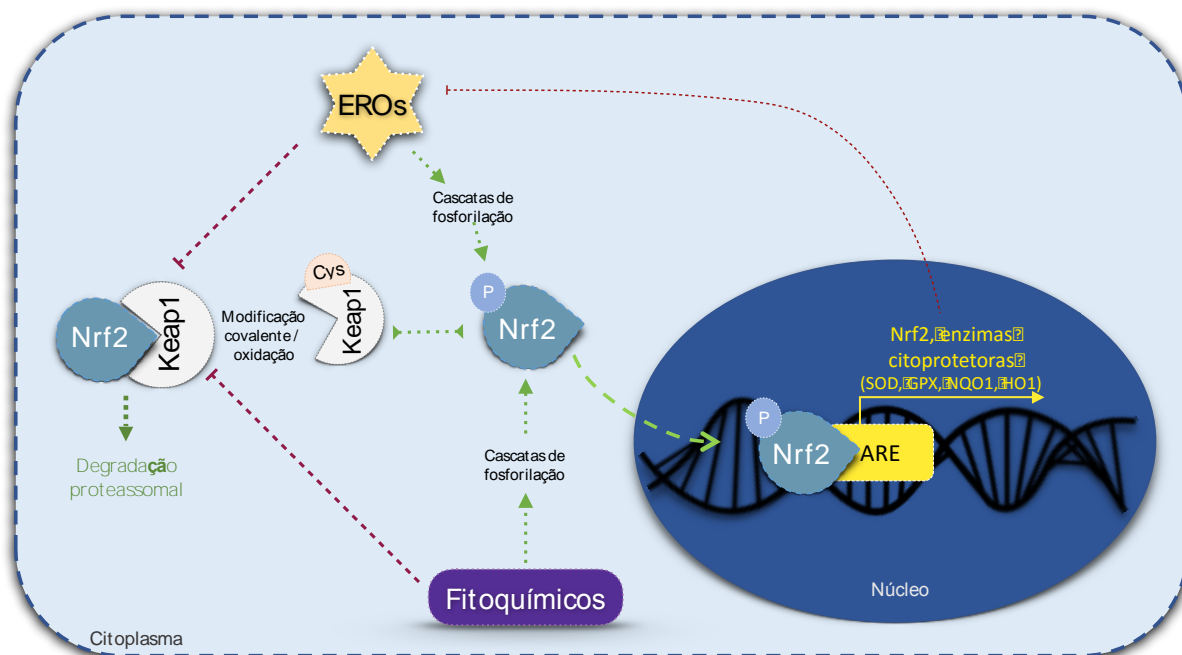 EROs
Cascatas de
fosforilação
Cys
Keap1
P
Nrf2
Nrf2
Keap1
Modificação
covalente /
oxidação
Degradação
proteassomal
Cascatas de
fosforilação
Fitoquímicos
Citoplasma
Nrf2, enzimas
citoprotetoras
(SOD, GPX, NQO1, HO1)
P
Nrf2
ARE
Núcleo